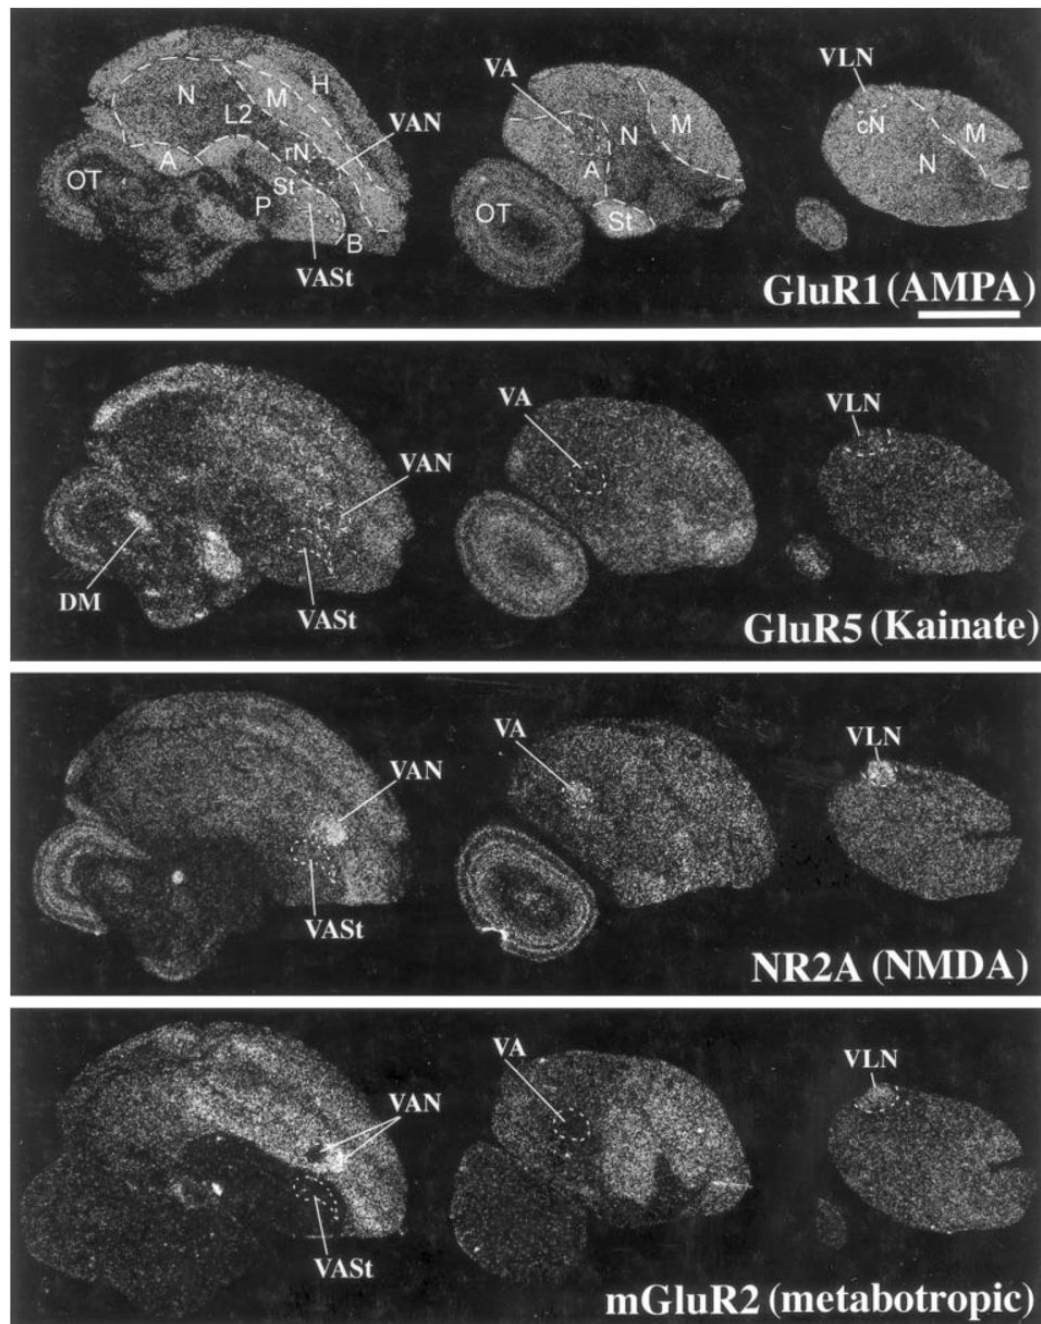 H
VA
VLN
N
M
M
cN
M
L2
VAN
N
N
A
rN
A
OT
St
OT
P
St
B
VASt
GluR1 (AMPA)
VA
VLN
VAN
DM
VASt
GluR5 (Kainate)
VA
VLN
VAN
VASt
NR2A (NMDA)
VA
VLN
VAN
VASt
mGluR2 (metabotropic)